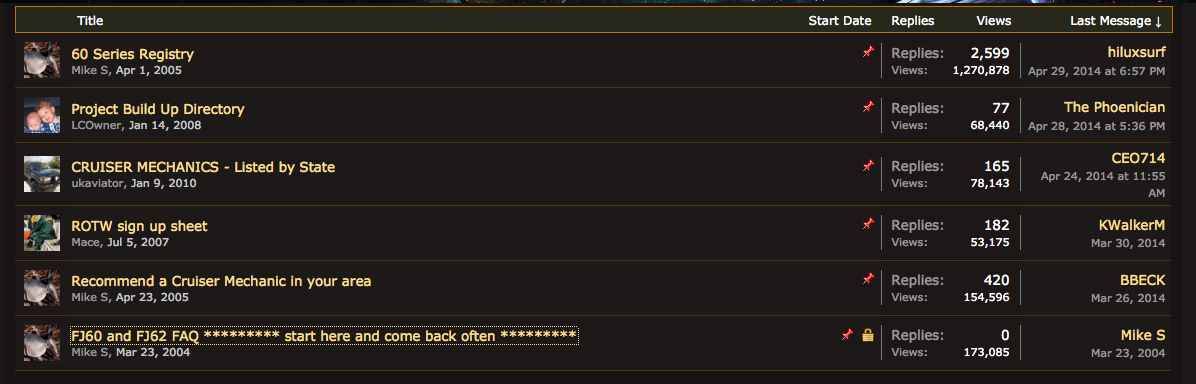 Title Start Date Replies Views Last Message ↓
60 Series Registry Replies: 2,599 hiluxsurf
Mike S, Apr 1, 2005 Views: 1,270,878 Apr 29, 2014 at 6:57 PM
Project Build Up Directory Replies: 77 The Phoenician
LCOwner, Jan 14, 2008 Views: 68,440 Apr 28, 2014 at 5:36 PM
CRUISER MECHANICS - Listed by State Replies: 165 CEO714
ukaviator, Jan 9, 2010 Views: 78,143 Apr 24, 2014 at 11:55
AM
ROTW sign up sheet Replies: 182 KWalkerM
Mace, Jul 5, 2007 Views: 53,175 Mar 30, 2014
Recommend a Cruiser Mechanic in your area Replies: 420 BBECK
Mike S, Apr 23, 2005 Views: 154,596 Mar 26, 2014
FJ60 and FJ62 FAQ ********* start here and come back often ********* Replies: 0 Mike S
Mike S, Mar 23, 2004 Views: 173,085 Mar 23, 2004